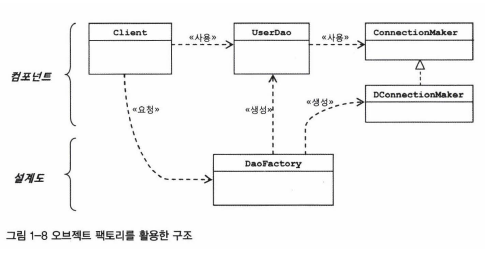 Client
«사용»
UserDao
«사용»
ConnectionMaker
컴포넌트
DConnectionMaker
«요청»
«생성»
«생성»
설계도
DaoFactory
그림 1-8 오브젝트 팩토리를 활용한 구조